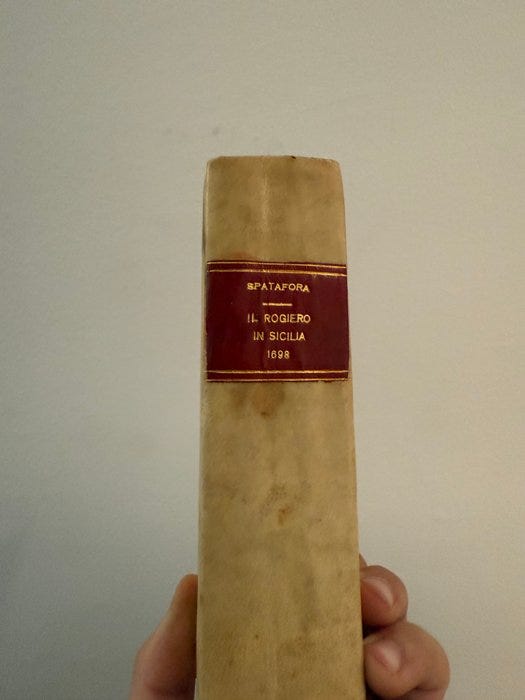 SPATAFORA
IL ROGIERO
IN SICILIA
1698